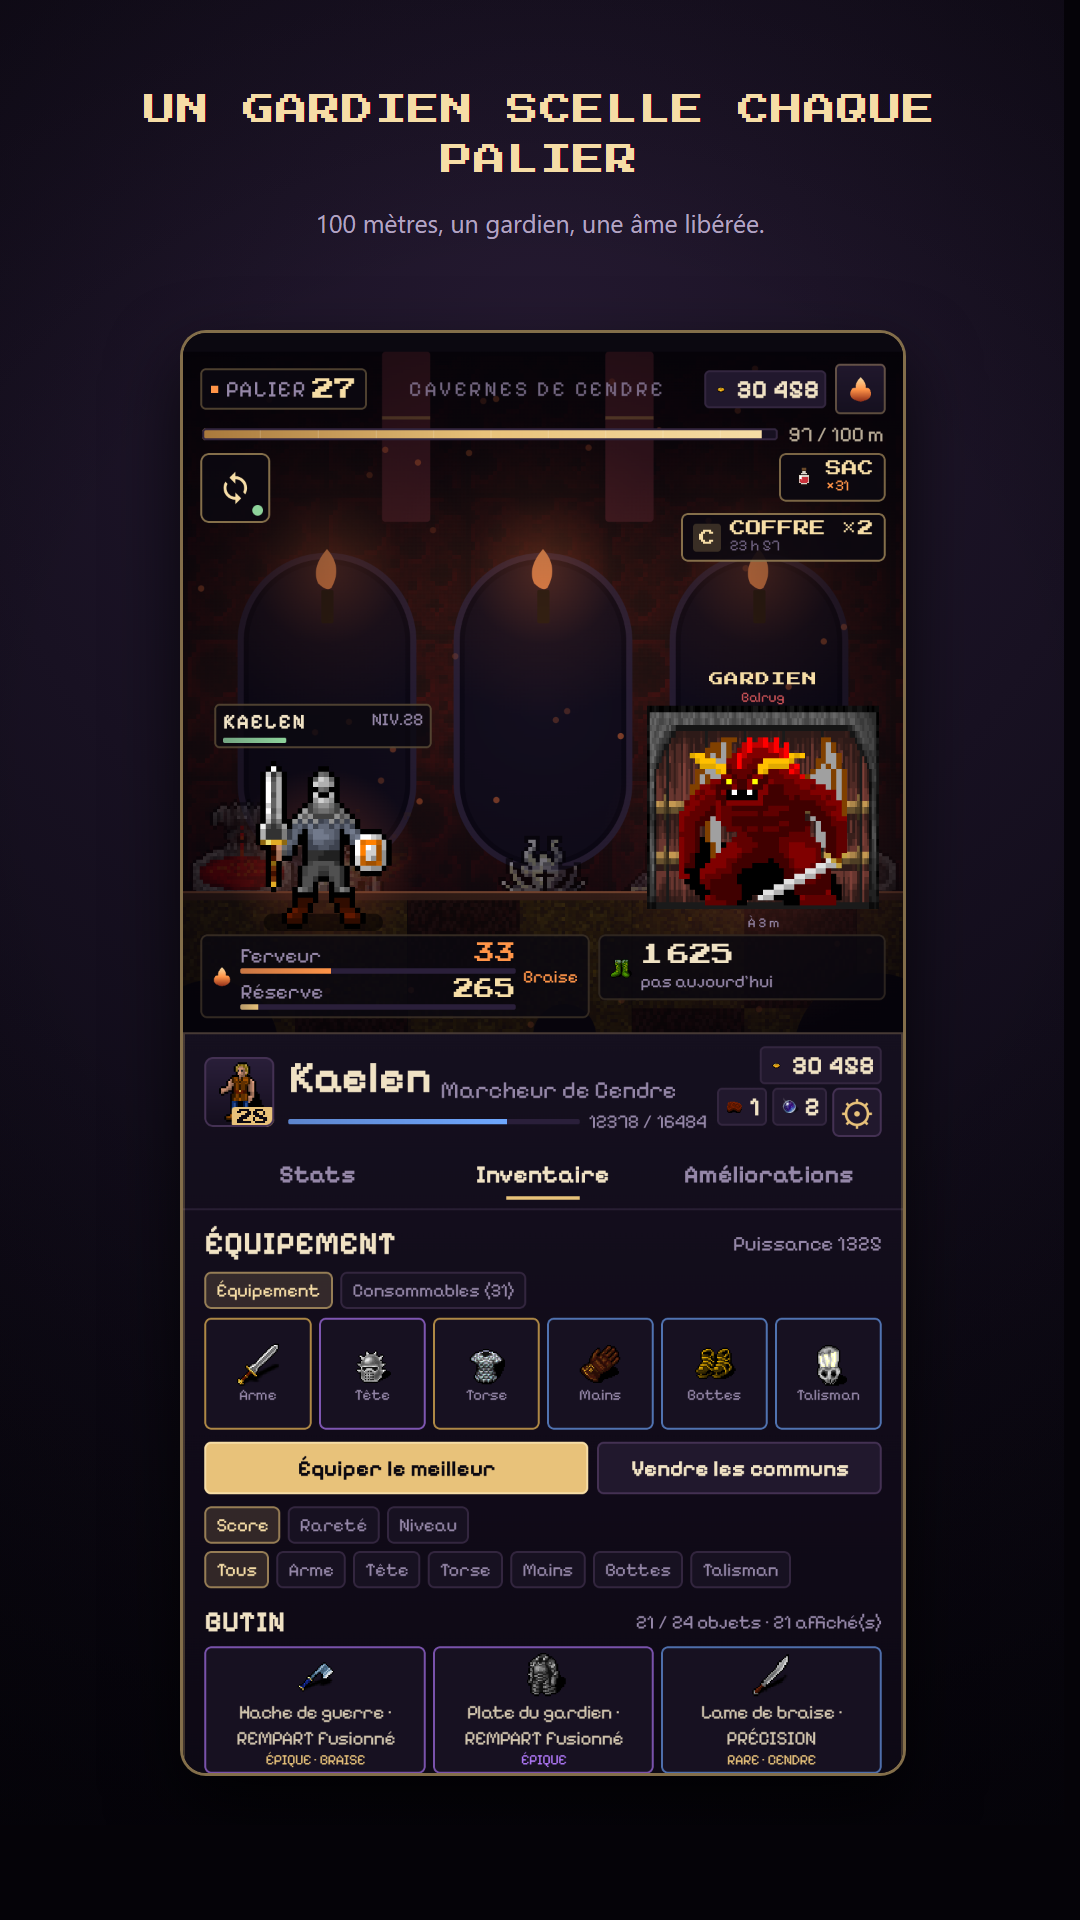 UN GARDIEN SCELLE CHAQUE
PALIER
100 mètres, un gardien, une âme libérée.
PALIER 27
CAVERNES DE CENDRE
30 498
97 / 100 m
SAC
×31
C
COFFRE ×2
23 h 57
GARDIEN
Balrug
KAELEN
NIV.28
À 3 m
Ferveur
33
Braise
Réserve
265
1 625
pas aujourd'hui
28
Kaelen Marcheur de Cendre
12378 / 16484
30 498
1
2
Stats
Inventaire
Améliorations
ÉQUIPEMENT
Puissance 1329
Équipement
Consommables (31)
Arme
Tête
Torse
Mains
Bottes
Talisman
Équiper le meilleur
Vendre les communs
Score
Rareté
Niveau
Tous
Arme
Tête
Torse
Mains
Bottes
Talisman
BUTIN
21 / 24 objets · 21 affiché(s)
Hache de guerre ·
REMPART fusionné
ÉPIQUE · BRAISE
Plate du gardien ·
REMPART fusionné
ÉPIQUE
Lame de braise ·
PRÉCISION
RARE · CENDRE